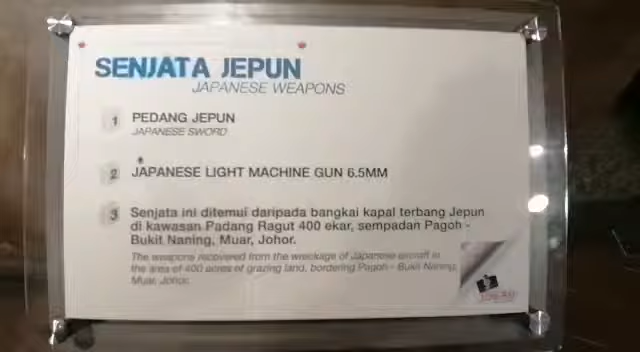 SENJATA JEPUN
JAPANESE WEAPONS
1 PEDANG JEPUN
JAPANESE SWORD
2 JAPANESE LIGHT MACHINE GUN 6.5MM
3 Senjata ini ditemui daripada bangkai kapal terbang Jepun
di kawasan Padang Ragut 400 ekar, sempadan Pagoh -
Bukit Naning, Muar, Johor.
The weapons recovered from the wreckage of Japanese aircraft in
the area of 400 acres of grazing land, bordering Pagoh - Bukit Naning,
Muar, Johor.